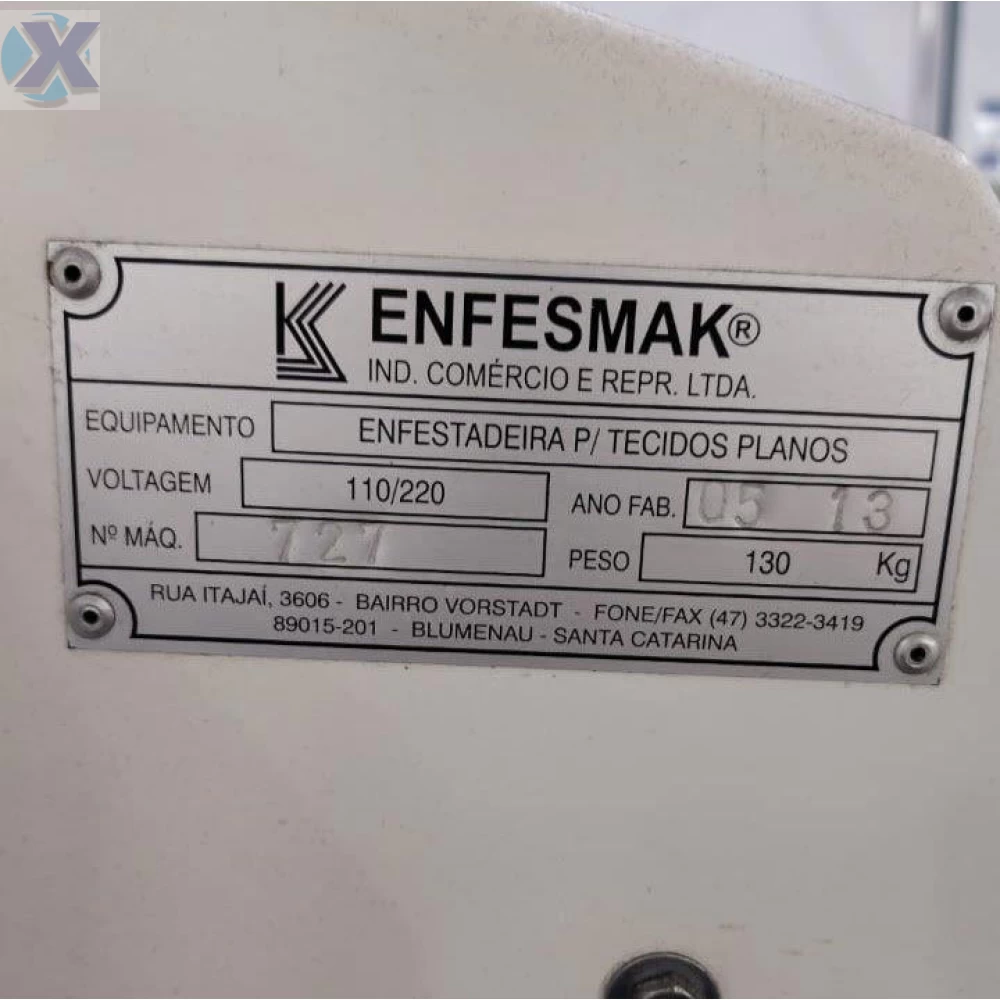 X
ENFESMAK®
IND. COMÉRCIO E REPR. LTDA.
EQUIPAMENTO ENFESTADEIRA P/ TECIDOS PLANOS
VOLTAGEM 110/220 ANO FAB. 05 13
Nº MÁQ. 727 PESO 130 Kg
RUA ITAJAÍ, 3606 - BAIRRO VORSTADT - FONE/FAX (47) 3322-3419
89015-201 - BLUMENAU - SANTA CATARINA